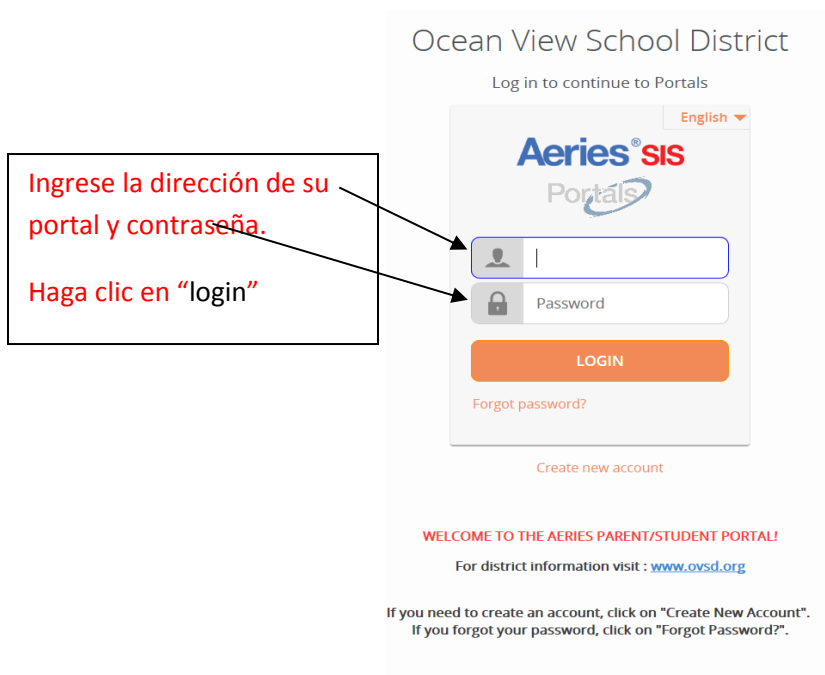 Ocean View School District
Log in to continue to Portals
English
Aeries®SIS
Portals
Ingrese la dirección de su
portal y contraseña.
Haga clic en “login”
Password
LOGIN
Forgot password?
Create new account
WELCOME TO THE AERIES PARENT/STUDENT PORTAL!
For district information visit : www.ovsd.org
If you need to create an account, click on "Create New Account".
If you forgot your password, click on "Forgot Password?".